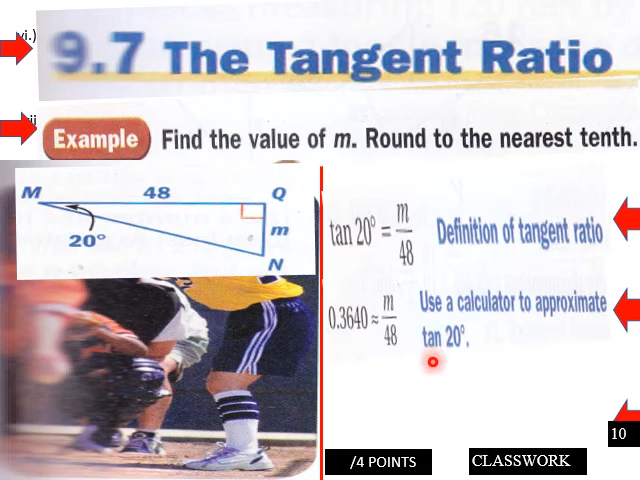 vi.)
9.7 The Tangent Ratio
ii
Example Find the value of m. Round to the nearest tenth.
M 48 Q
20°
m
N
tan 20° = m/48 Definition of tangent ratio
0.3640 ≈ m/48 Use a calculator to approximate
tan 20°.
10
/4 POINTS
CLASSWORK